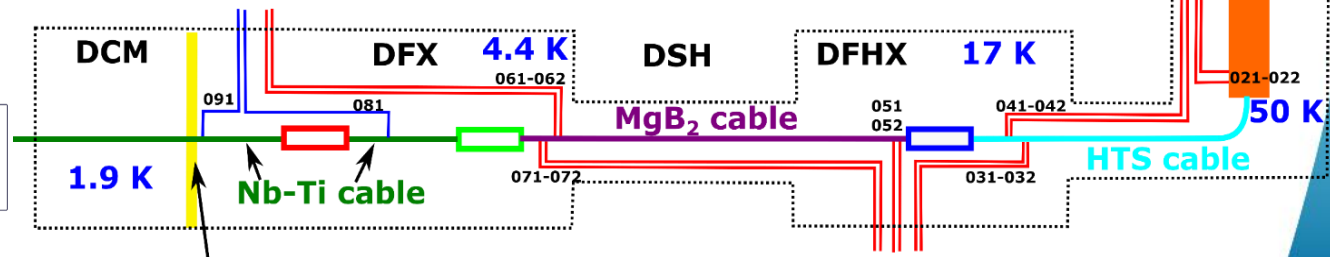 DCM
DFX
4.4 K
DSH
DFHX
17 K
061-062
021-022
091
081
051
052
041-042
50 K
MgB₂ cable
HTS cable
1.9 K
Nb-Ti cable
071-072
031-032